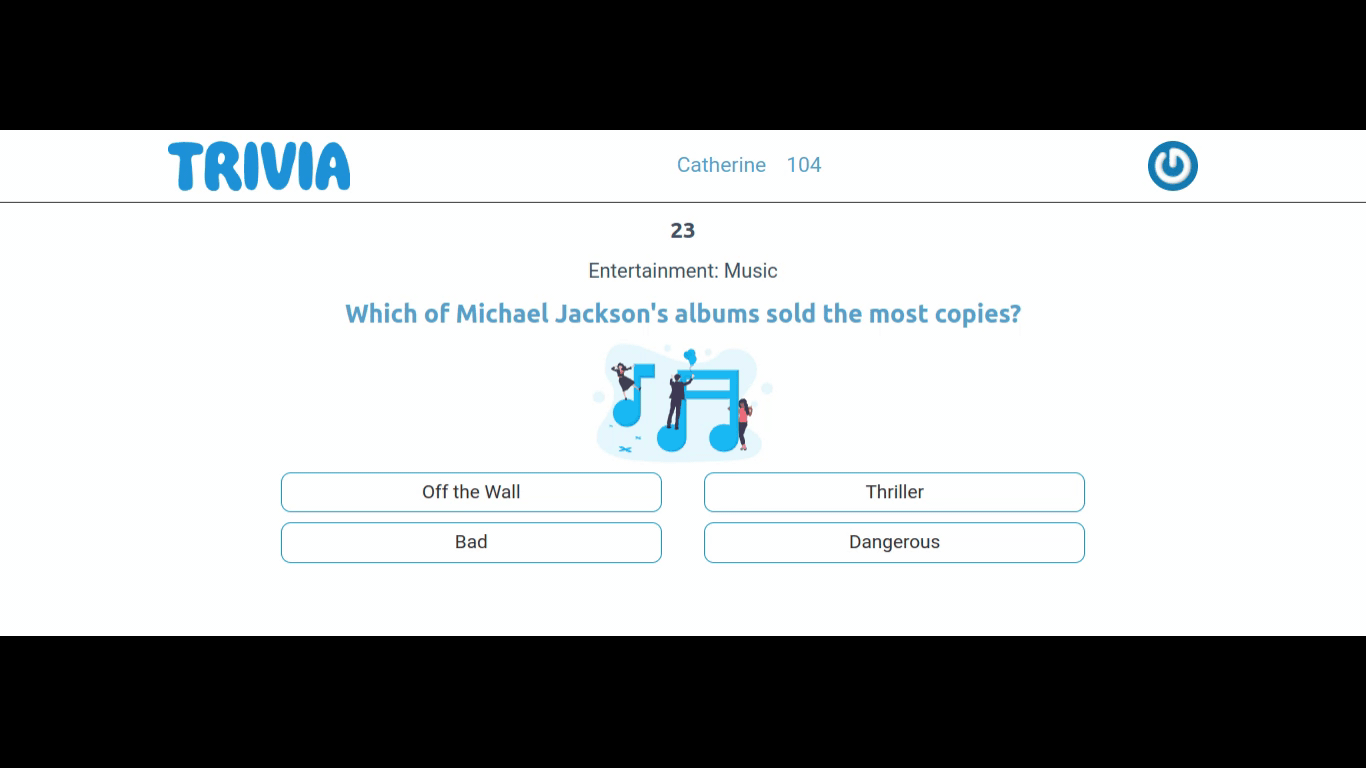 TRIVIA
Catherine 104
23
Entertainment: Music
Which of Michael Jackson's albums sold the most copies?
Off the Wall
Thriller
Bad
Dangerous